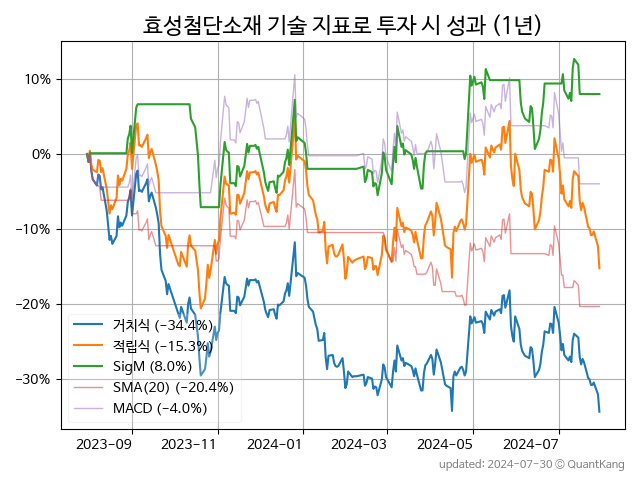 효성첨단소재 기술 지표로 투자 시 성과 (1년)
10%
0%
−10%
−20%
−30%
거치식 (−34.4%)
적립식 (−15.3%)
SigM (8.0%)
SMA(20) (−20.4%)
MACD (−4.0%)
2023−09 2023−11 2024−01 2024−03 2024−05 2024−07
updated: 2024-07-30 © QuantKang